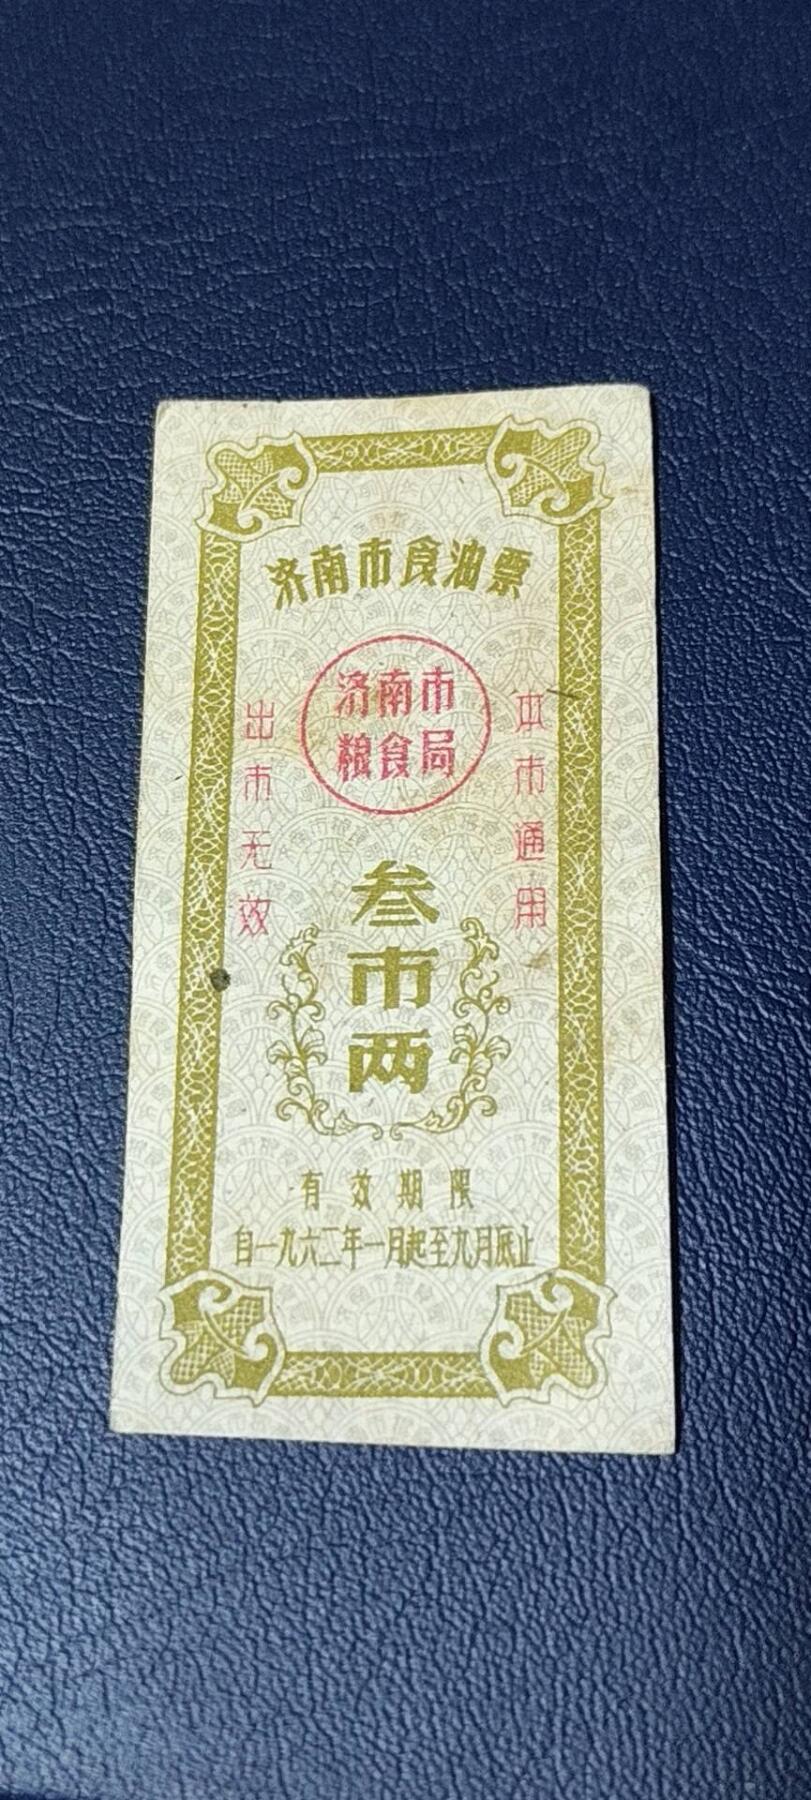 济南市食油票
济南市
粮食局
本市通用
出市无效
叁市两
有效期限
自一九六二年一月起至九月底止